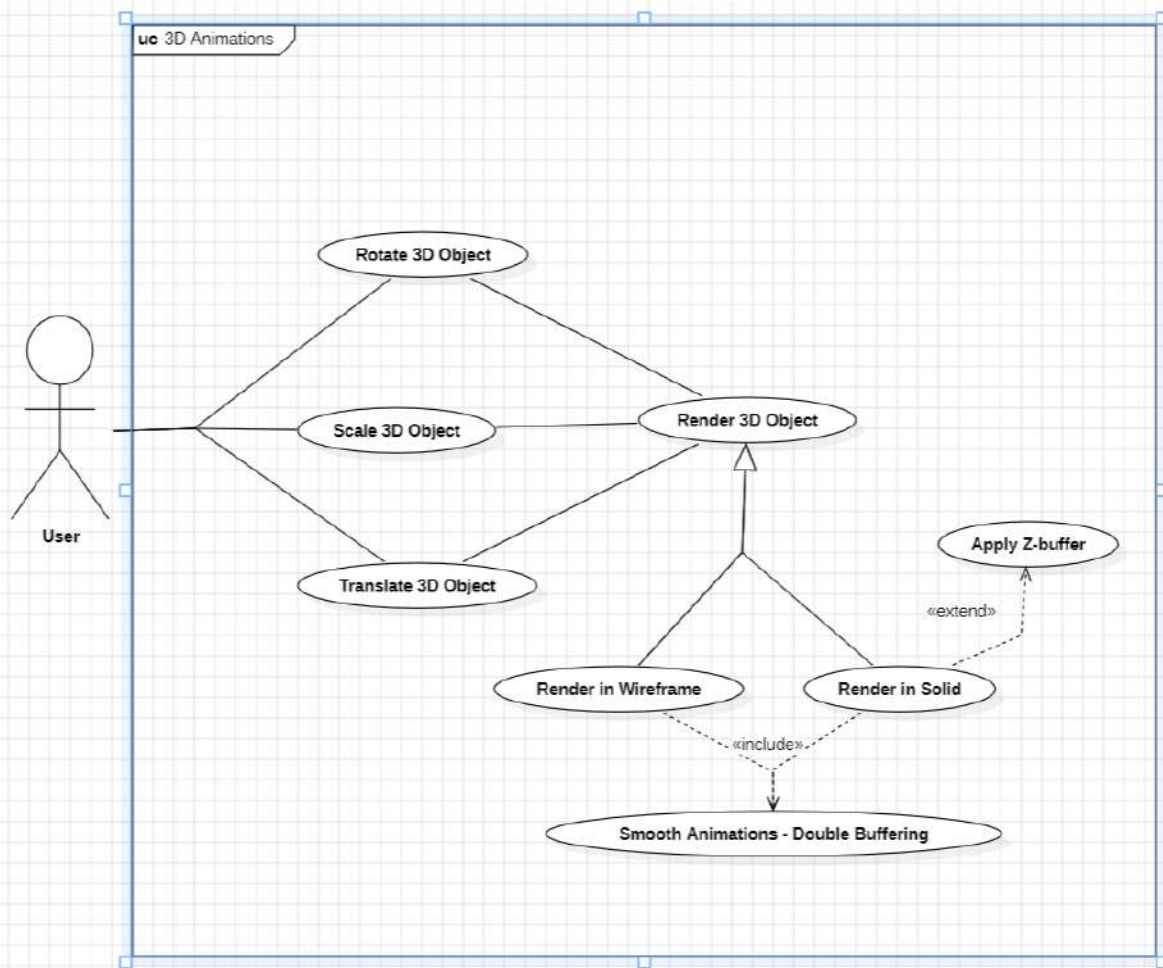 uc 3D Animations
Rotate 3D Object
Scale 3D Object
Render 3D Object
User
Apply Z-buffer
Translate 3D Object
«extend»
Render in Wireframe
Render in Solid
«include»
Smooth Animations - Double Buffering